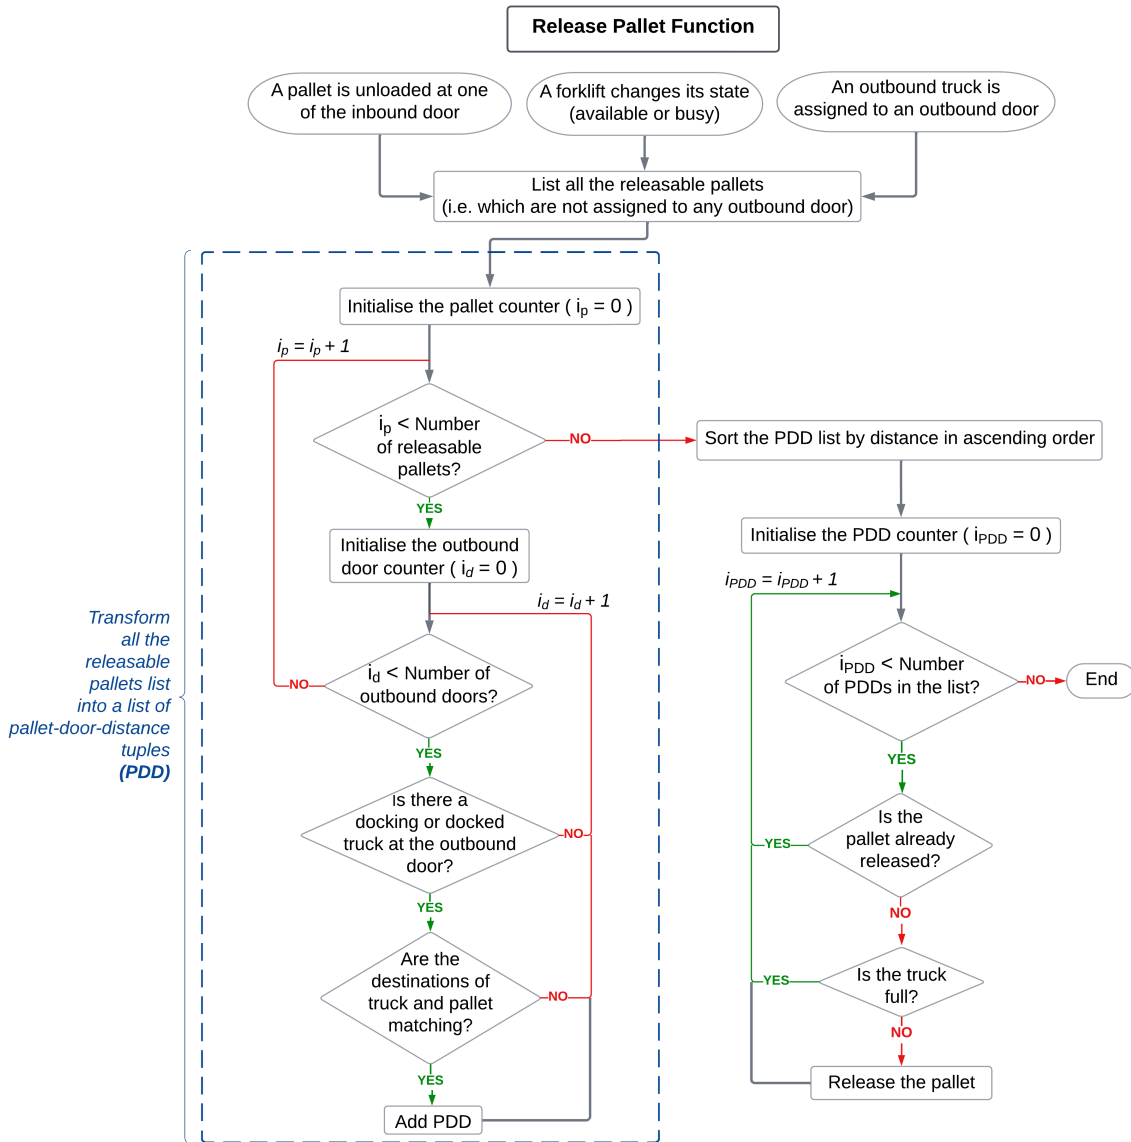 Release Pallet Function
A pallet is unloaded at one
of the inbound door
A forklift changes its state
(available or busy)
An outbound truck is
assigned to an outbound door
List all the releasable pallets
(i.e. which are not assigned to any outbound door)
Initialise the pallet counter ( ip = 0 )
ip = ip + 1
ip < Number
of releasable
pallets?
NO
YES
Initialise the outbound
door counter ( id = 0 )
id = id + 1
id < Number of
outbound doors?
NO
YES
Is there a
docking or docked
truck at the outbound
door?
NO
YES
Are the
destinations of
truck and pallet
matching?
NO
YES
Add PDD
Transform
all the
releasable
pallets list
into a list of
pallet-door-distance
tuples
(PDD)
Sort the PDD list by distance in ascending order
Initialise the PDD counter ( iPDD = 0 )
iPDD = iPDD + 1
iPDD < Number
of PDDs in the list?
NO
End
YES
Is the
pallet already
released?
YES
NO
Is the truck
full?
YES
NO
Release the pallet